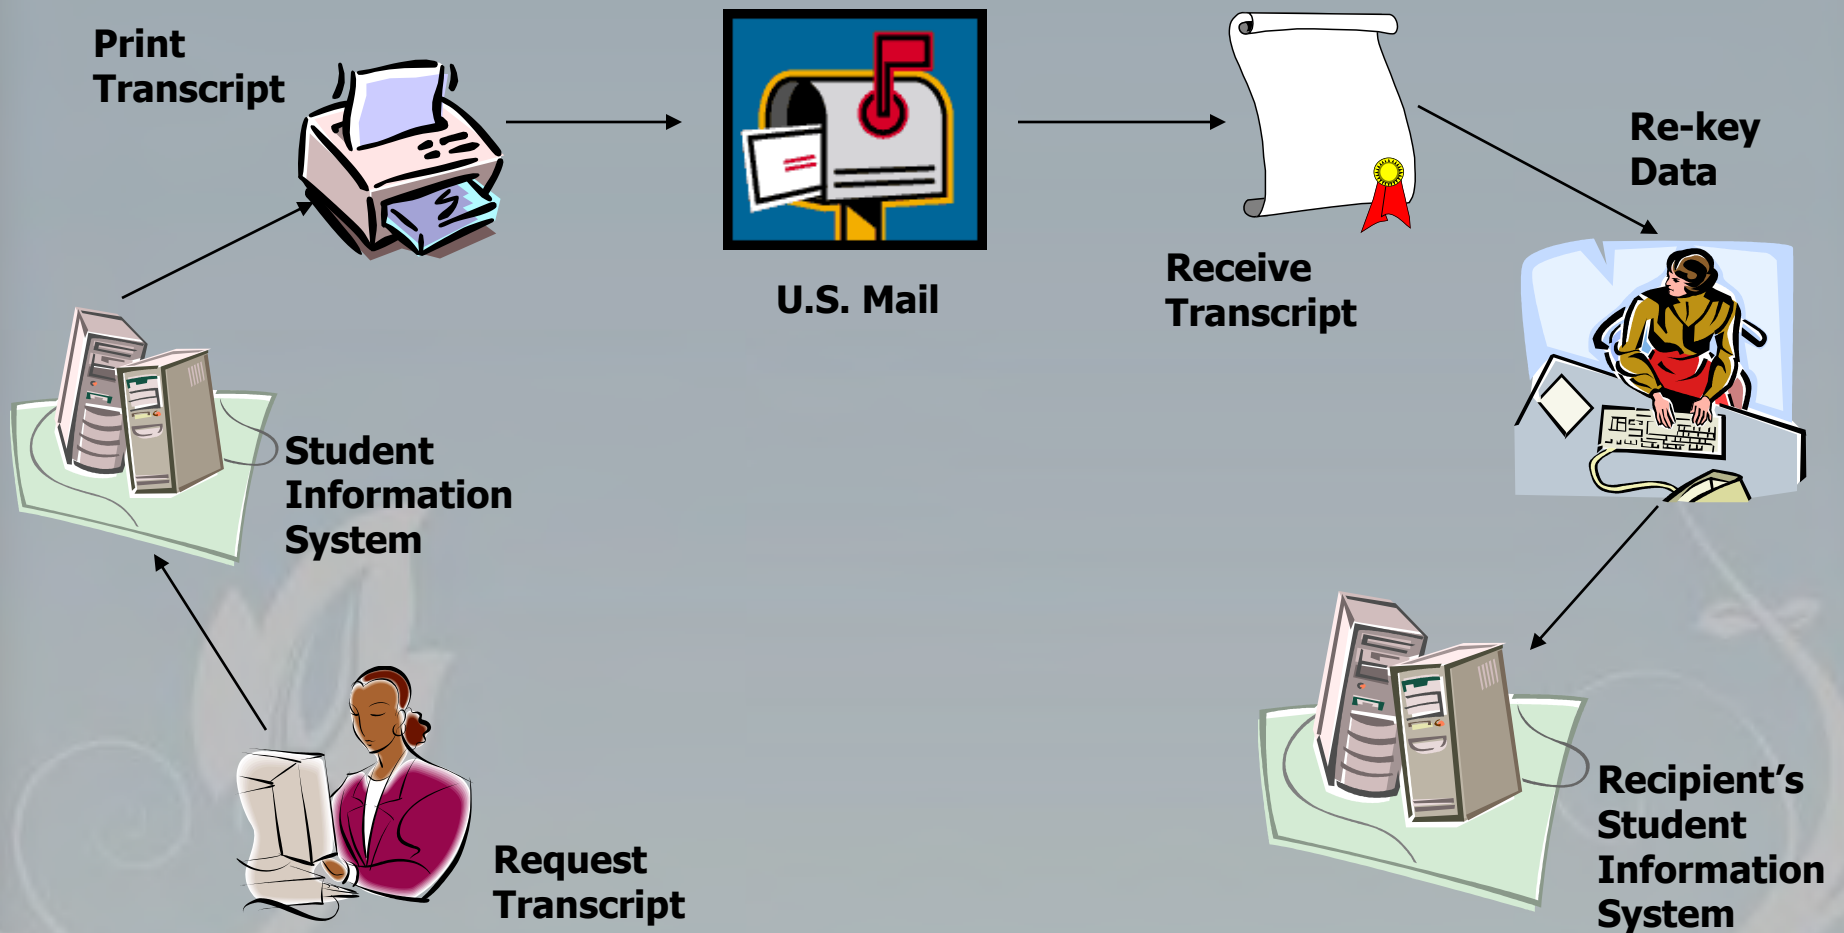 Print
Transcript
U.S. Mail
Receive
Transcript
Re-key
Data
Student
Information
System
Request
Transcript
Recipient’s
Student
Information
System